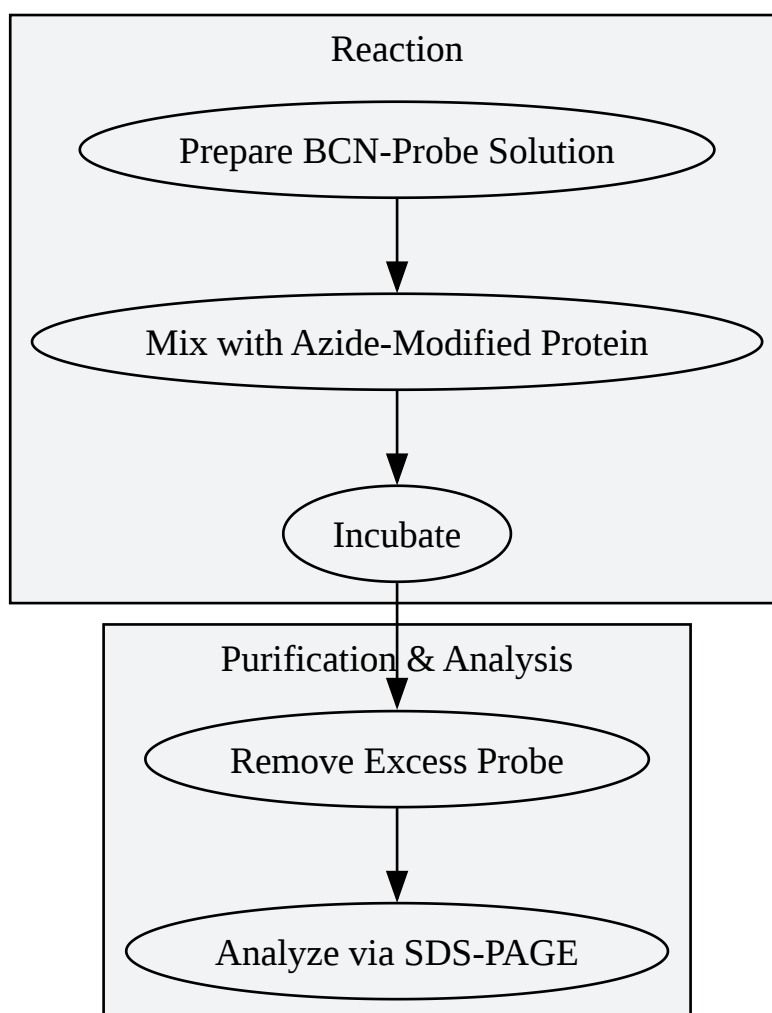 Reaction
Prepare BCN-Probe Solution
Mix with Azide-Modified Protein
Incubate
Purification & Analysis
Remove Excess Probe
Analyze via SDS-PAGE